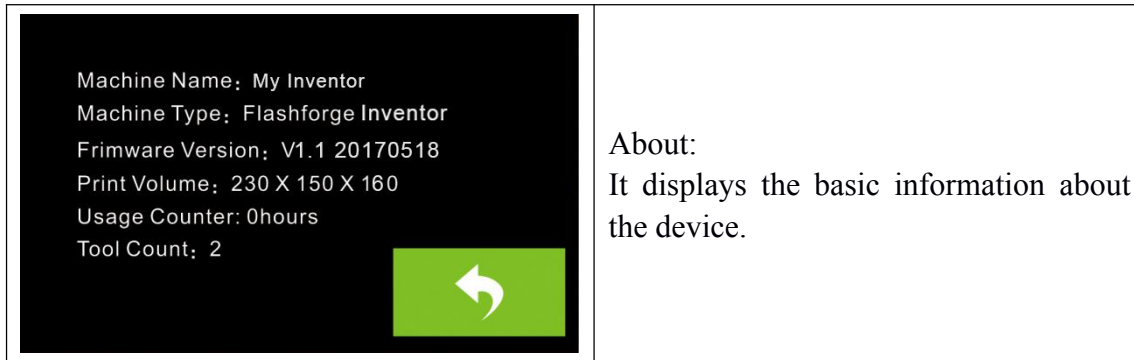 Machine Name：My Inventor
Machine Type：Flashforge Inventor
Frimware Version：V1.1 20170518
Print Volume：230 X 150 X 160
Usage Counter: 0hours
Tool Count：2
About:
It displays the basic information about
the device.